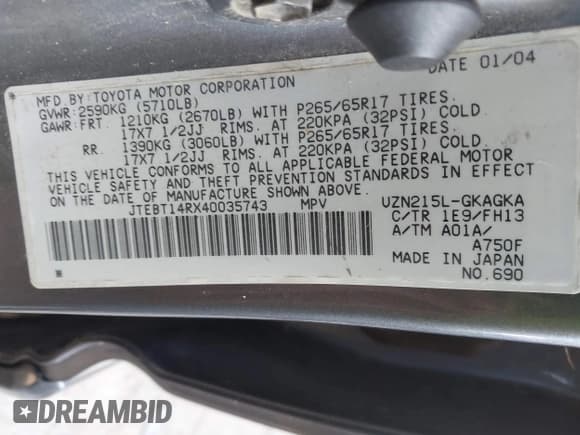 DATE 01/04
MFD.BY:TOYOTA MOTOR CORPORATION
GVWR:2590KG (5710LB)
GAWR:FRT. 1210KG (2670LB) WITH P265/65R17 TIRES.
17X7 1/2JJ RIMS. AT 220KPA (32PSI) COLD
RR. 1390KG (3060LB) WITH P265/65R17 TIRES.
17X7 1/2JJ RIMS. AT 220KPA (32PSI) COLD
THIS VEHICLE CONFORMS TO ALL APPLICABLE FEDERAL MOTOR
VEHICLE SAFETY AND THEFT PREVENTION STANDARDS IN EFFECT
ON THE DATE OF MANUFACTURE SHOWN ABOVE.
JTEBT14RX40035743 MPV UZN215L-GKAGKA
C/TR 1E9/FH13
A/TM A01A/
A750F
MADE IN JAPAN
NO.690
DREAMBID